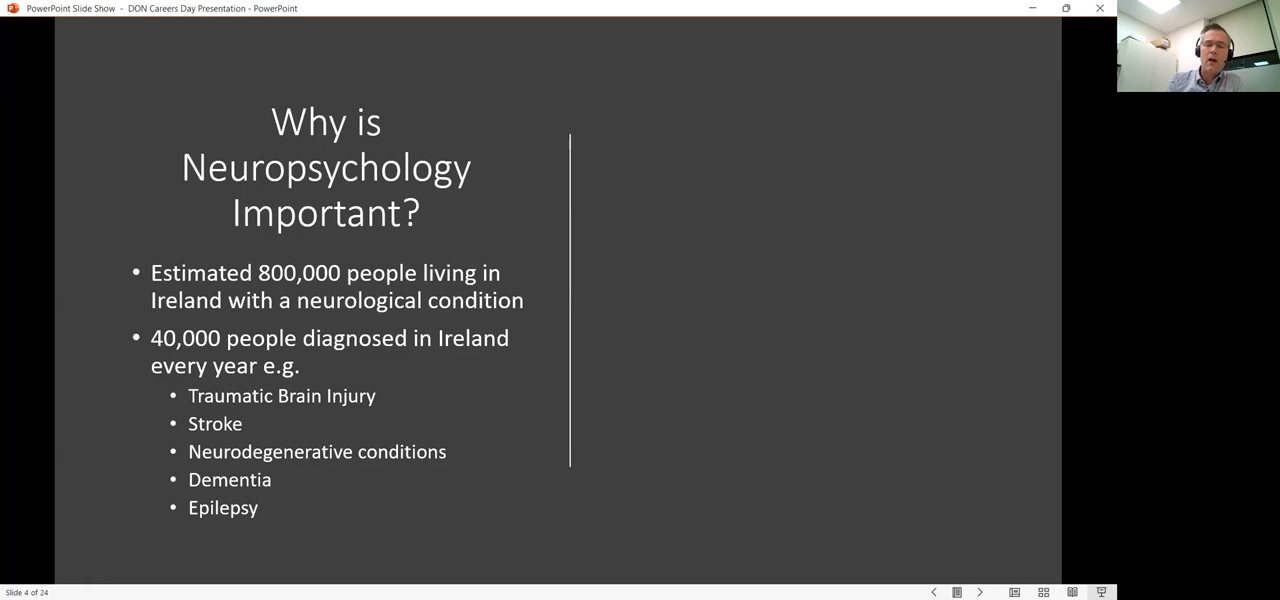 PowerPoint Slide Show - DON Careers Day Presentation - PowerPoint
Why is
Neuropsychology
Important?
• Estimated 800,000 people living in
Ireland with a neurological condition
• 40,000 people diagnosed in Ireland
every year e.g.
• Traumatic Brain Injury
• Stroke
• Neurodegenerative conditions
• Dementia
• Epilepsy
Slide 4 of 24